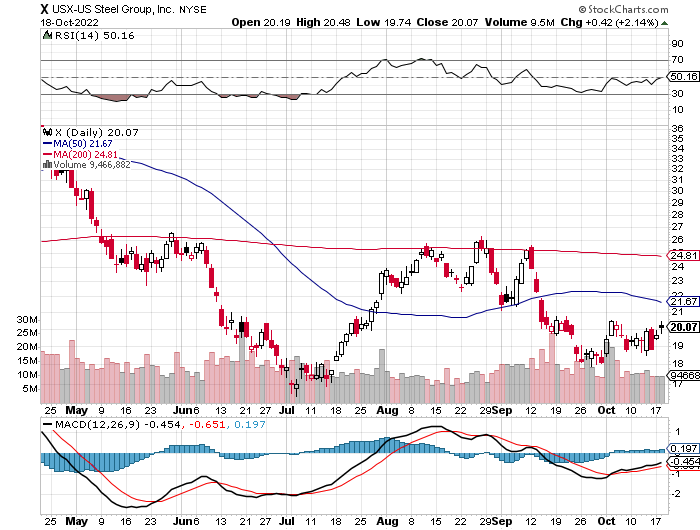 X USX-US Steel Group, Inc. NYSE © StockCharts.com
18-Oct-2022 Open 20.19 High 20.48 Low 19.74 Close 20.07 Volume 9.5M Chg +0.42 (+2.14%)
RSI(14) 50.16
90
70
50.16
30
10
X (Daily) 20.07
MA(50) 21.67
MA(200) 24.81
Volume 9,466,882
36
35
34
33
32
31
30
29
28
27
26
25
24.81
24
23
22
21.67
21
20.07
19
18
17
30M
25M
20M
15M
10M
5M
25 May 9 16 23 Jun 6 13 21 27 Jul 11 18 25 Aug 8 15 22 29 Sep 12 19 26 Oct 10 17
MACD(12,26,9) -0.454, -0.651, 0.197
1
0.197
-0.454
-1
-2
25 May 9 16 23 Jun 6 13 21 27 Jul 11 18 25 Aug 8 15 22 29 Sep 12 19 26 Oct 10 17